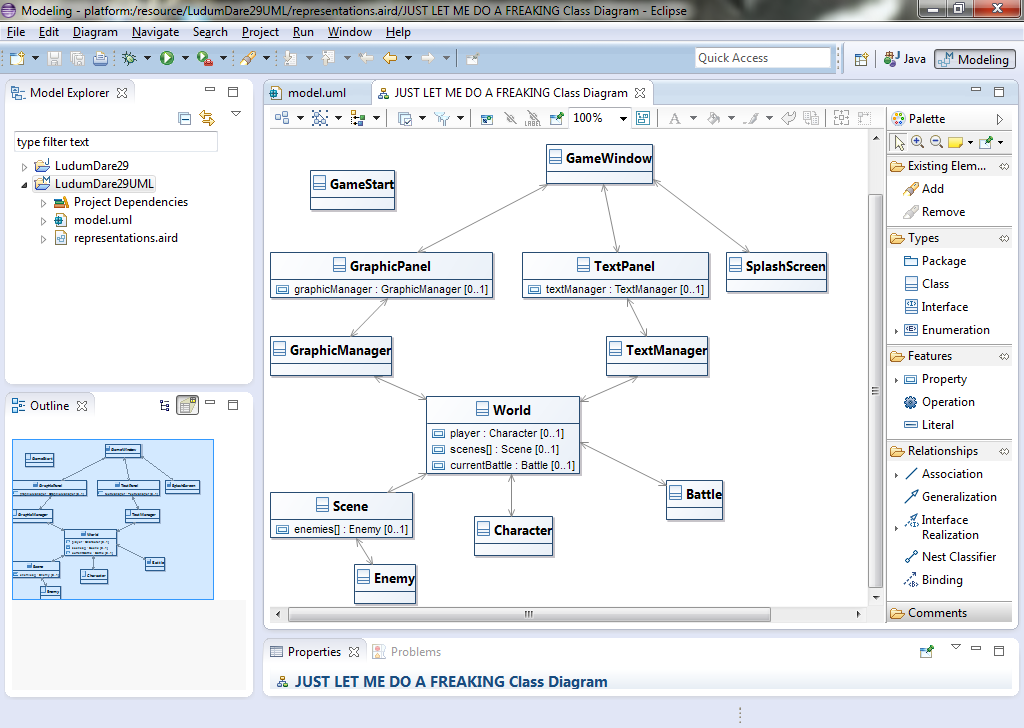 Modeling - platform:/resource/LudumDare29UML/representations.aird/JUST LET ME DO A FREAKING Class Diagram - Eclipse
File Edit Diagram Navigate Search Project Run Window Help
Quick Access
Java
Modeling
Model Explorer
type filter text
LudumDare29
LudumDare29UML
Project Dependencies
model.uml
representations.aird
Outline
model.uml
JUST LET ME DO A FREAKING Class Diagram
LABEL
100%
A
GameWindow
GameStart
GraphicPanel
graphicManager : GraphicManager [0..1]
TextPanel
textManager : TextManager [0..1]
SplashScreen
GraphicManager
TextManager
World
player : Character [0..1]
scenes[] : Scene [0..1]
currentBattle : Battle [0..1]
Scene
enemies[] : Enemy [0..1]
Character
Battle
Enemy
Palette
Existing Elem...
Add
Remove
Types
Package
Class
Interface
Enumeration
Features
Property
Operation
Literal
Relationships
Association
Generalization
Interface
Realization
Nest Classifier
Binding
Comments
Properties
Problems
JUST LET ME DO A FREAKING Class Diagram